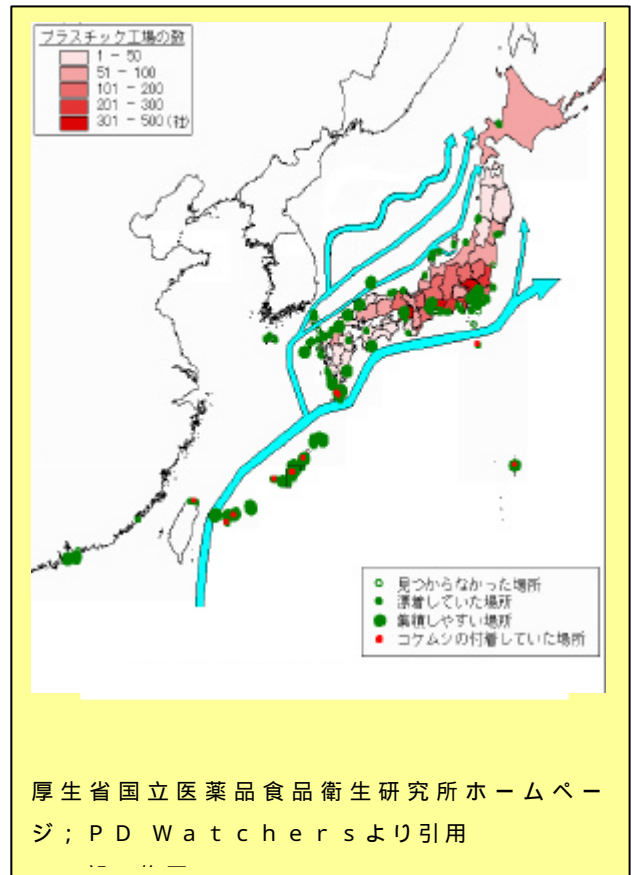 プラスチック工場の数
1 - 50
51 - 100
101 - 200
201 - 300
301 - 500 (社)
見つからなかった場所
漂着していた場所
集積しやすい場所
コケムシの付着していた場所
厚生省国立医薬品食品衛生研究所ホームペー
ジ；ＰＤ Ｗａｔｃｈｅｒｓより引用